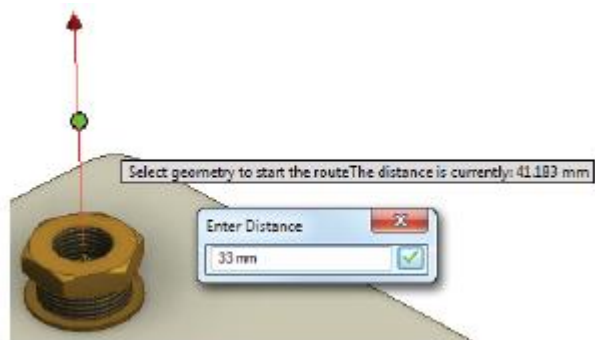 Select geometry to start the routeThe distance is currently: 41.183 mm
Enter Distance
33 mm